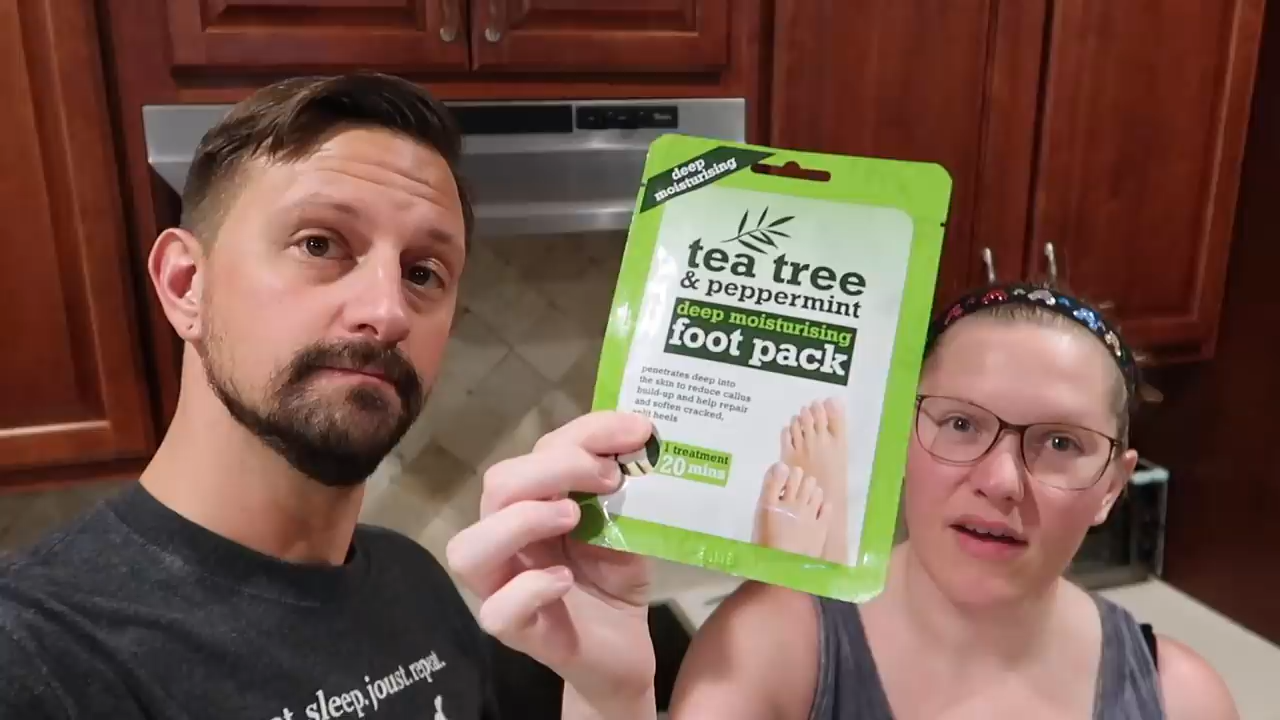 deep
moisturising
tea tree
& peppermint
deep moisturising
foot pack
penetrates deep into
the skin to reduce callus
build-up and help repair
and soften cracked,
split heels
1 treatment
20 mins
sleep.joust.repeat.